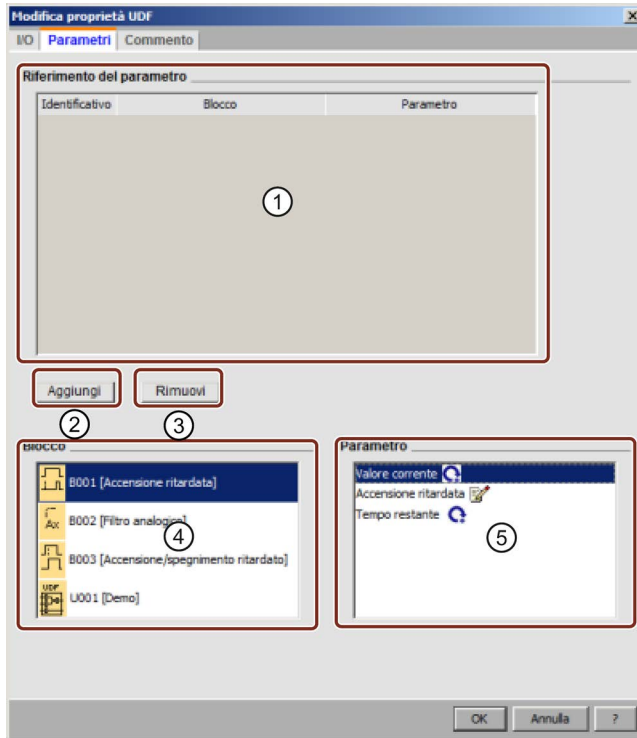 Modifica proprietà UDF
I/O Parametri Commento
Riferimento del parametro
Identificativo Blocco Parametro
1
Aggiungi Rimuovi
2 3
Blocco Parametro
B001 [Accensione ritardata]
Ax B002 [Filtro analogico]
B003 [Accensione/spegnimento ritardato]
UDF U001 [Demo]
4
Valore corrente
Accensione ritardata
Tempo restante
5
OK Annulla ?